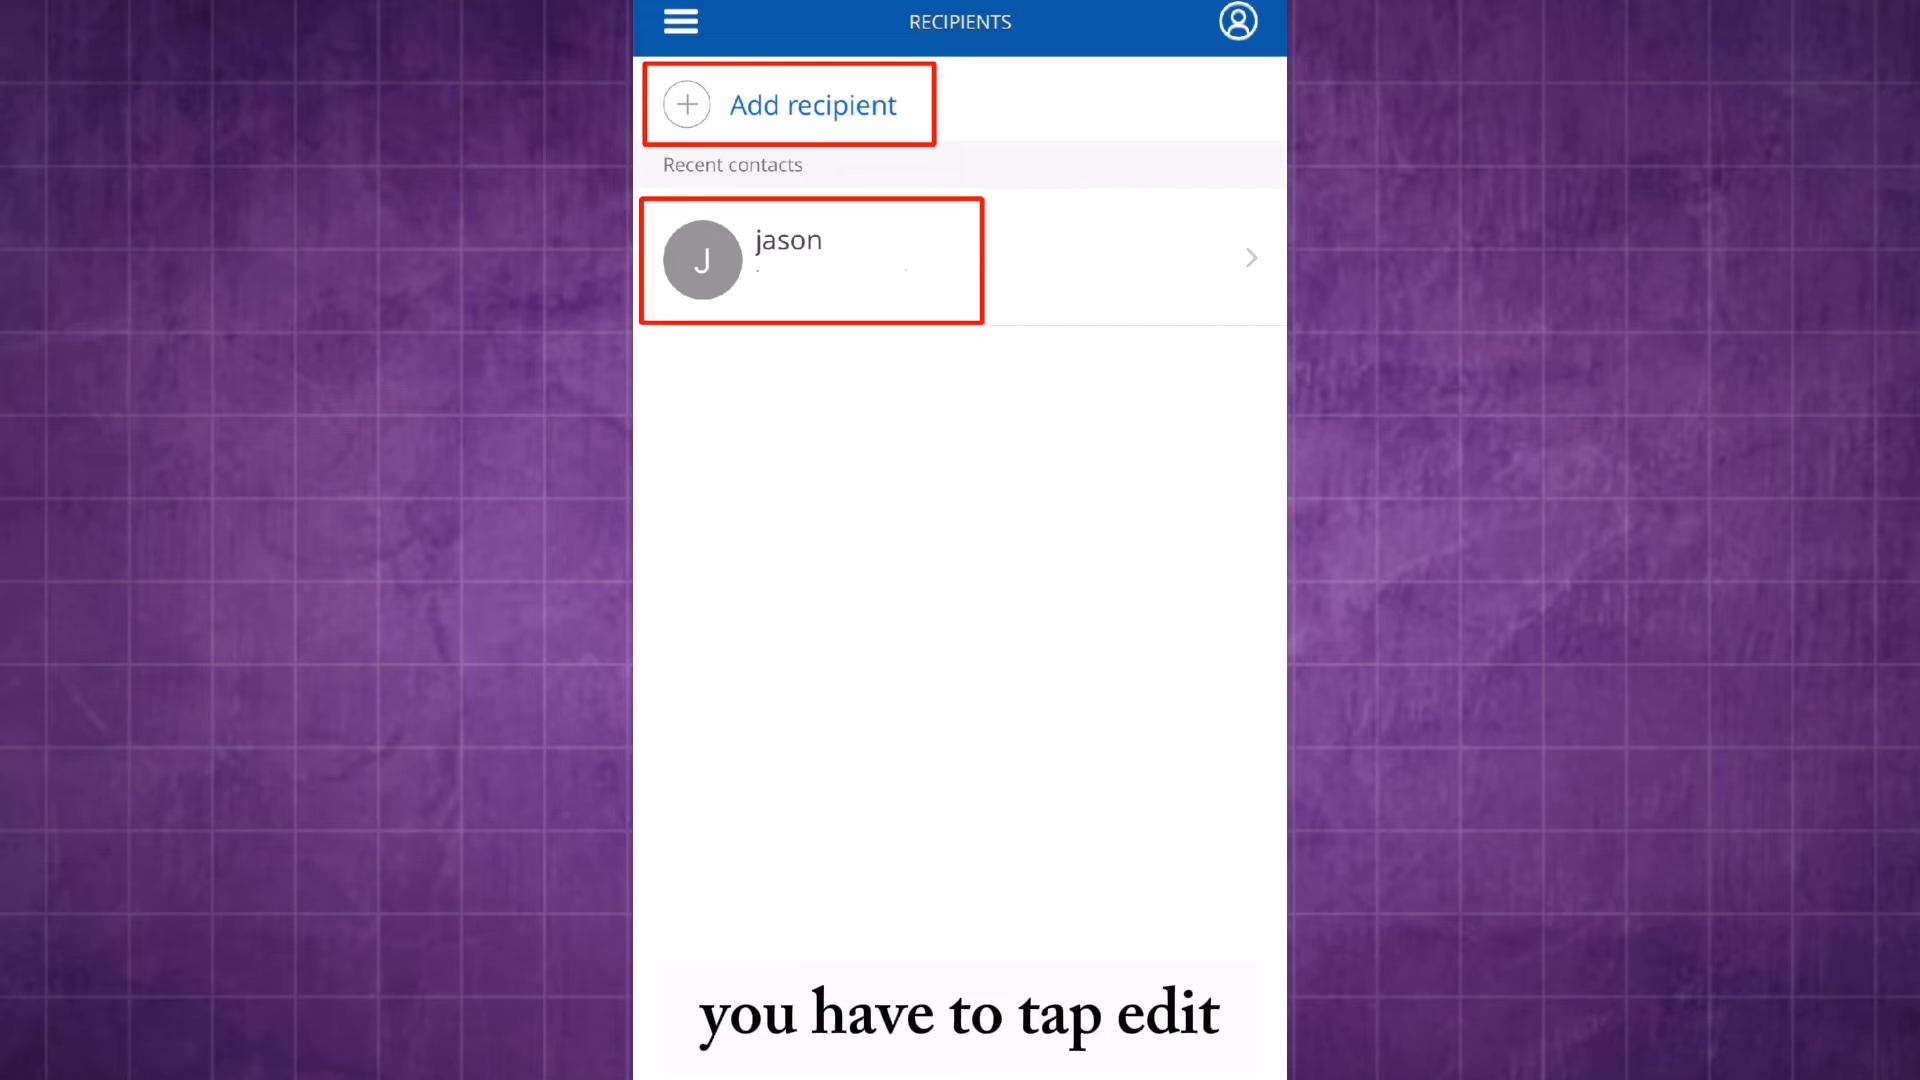 RECIPIENTS
Add recipient
Recent contacts
J
jason
you have to tap edit